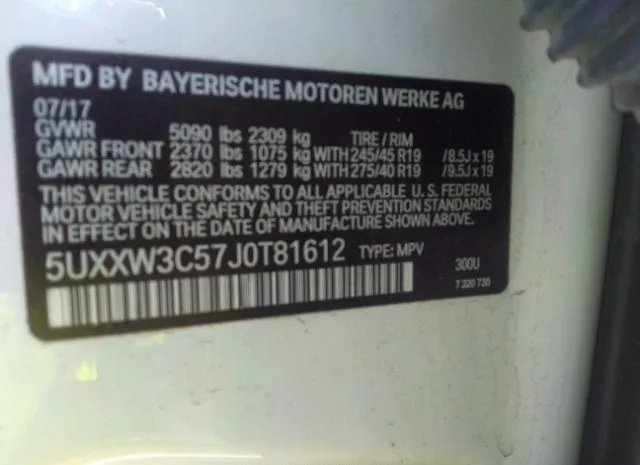 MFD BY BAYERISCHE MOTOREN WERKE AG
07/17
GVWR 5090 lbs 2309 kg TIRE / RIM
GAWR FRONT 2370 lbs 1075 kg WITH 245/45 R19 /8.5J x 19
GAWR REAR 2820 lbs 1279 kg WITH 275/40 R19 /9.5J x 19
THIS VEHICLE CONFORMS TO ALL APPLICABLE U. S. FEDERAL
MOTOR VEHICLE SAFETY AND THEFT PREVENTION STANDARDS
IN EFFECT ON THE DATE OF MANUFACTURE SHOWN ABOVE.
5UXXW3C57J0T81612 TYPE: MPV
300U
7 320 730